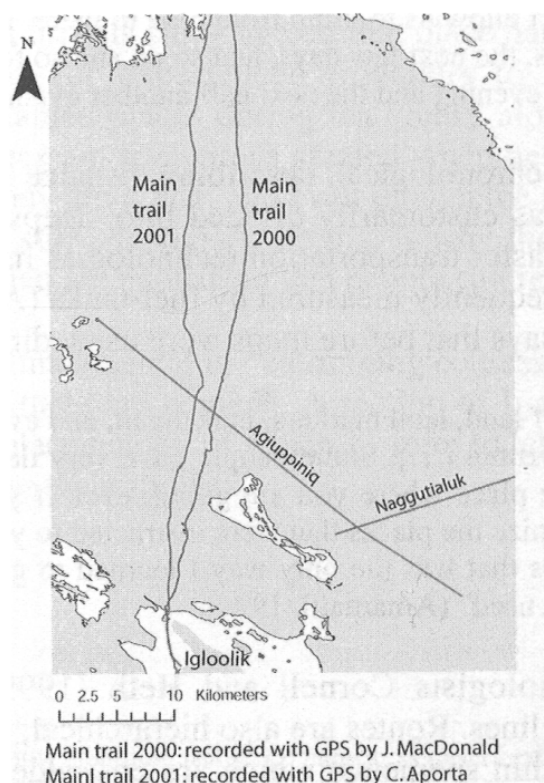 Main
trail
2001
Main
trail
2000
Agiuppiniq
Naggutialuk
Igloolik
0 2.5 5 10 Kilometers
Main trail 2000: recorded with GPS by J. MacDonald
Mainl trail 2001: recorded with GPS by C. Aporta